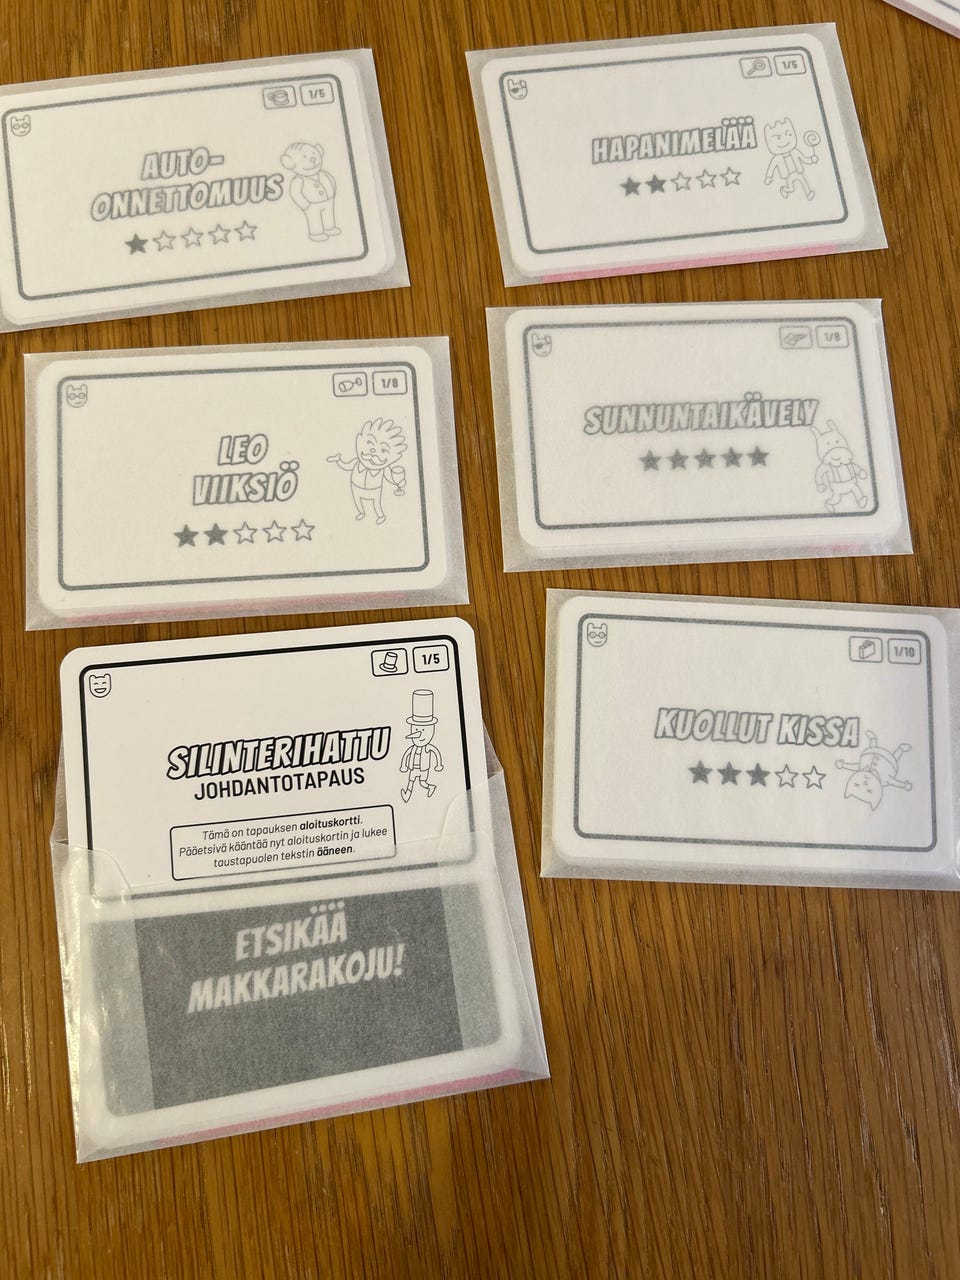 1/5
AUTO-
ONNETTOMUUS
1/5
HAPANIMELÄÄ
1/8
LEO
VIIKSIÖ
1/8
SUNNUNTAIKÄVELY
1/5
SILINTERIHATTU
JOHDANTOTAPAUS
Tämä on tapauksen aloituskortti.
Pääetsivä kääntää nyt aloituskortin ja lukee
taustapuolen tekstin ääneen.
ETSIKÄÄ
MAKKARAKOJU!
1/10
KUOLLUT KISSA